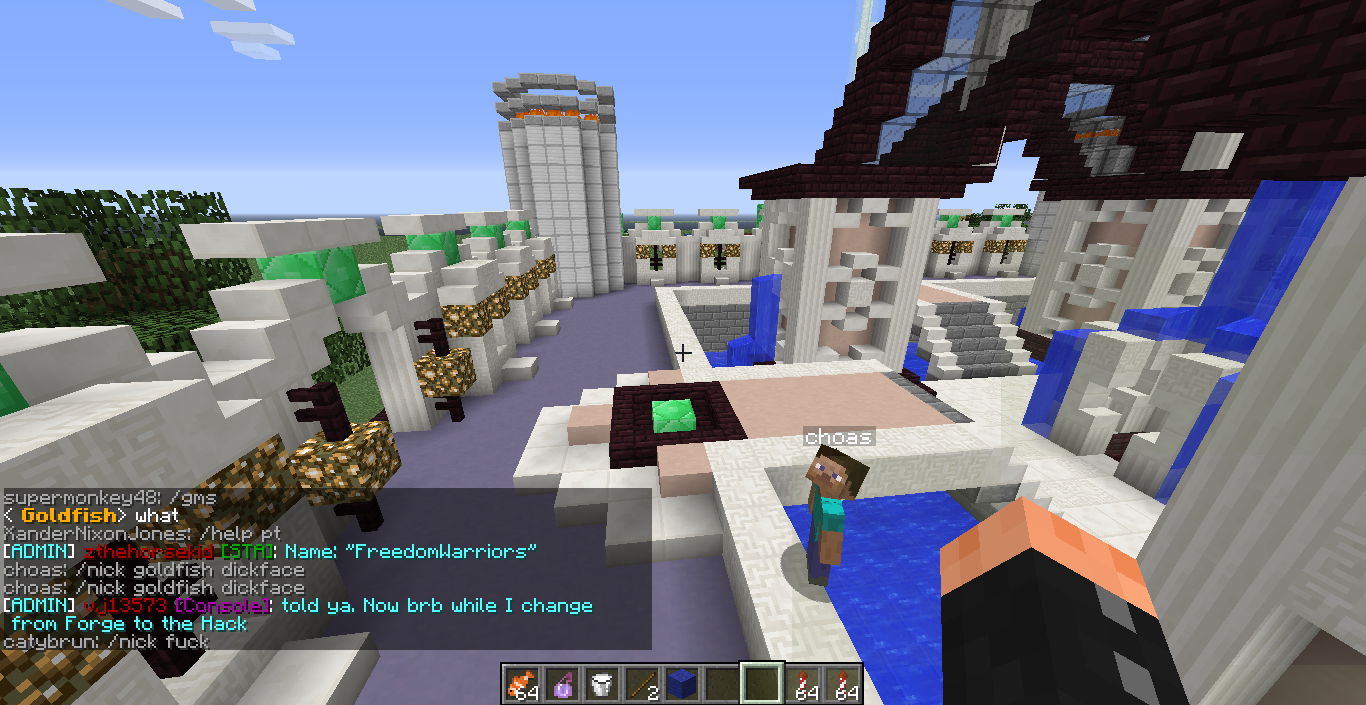 choas
supermonkey48: /gms
< Goldfish> what
XanderNixonJones: /help pt
[ADMIN] zthehorsekid [STA]: Name: "FreedomWarriors"
choas: /nick goldfish dickface
choas: /nick goldfish dickface
[ADMIN] vj13573 [Console]: told ya. Now brb while I change
from Forge to the Hack
catybrun: /nick fuck
64 2 64 64